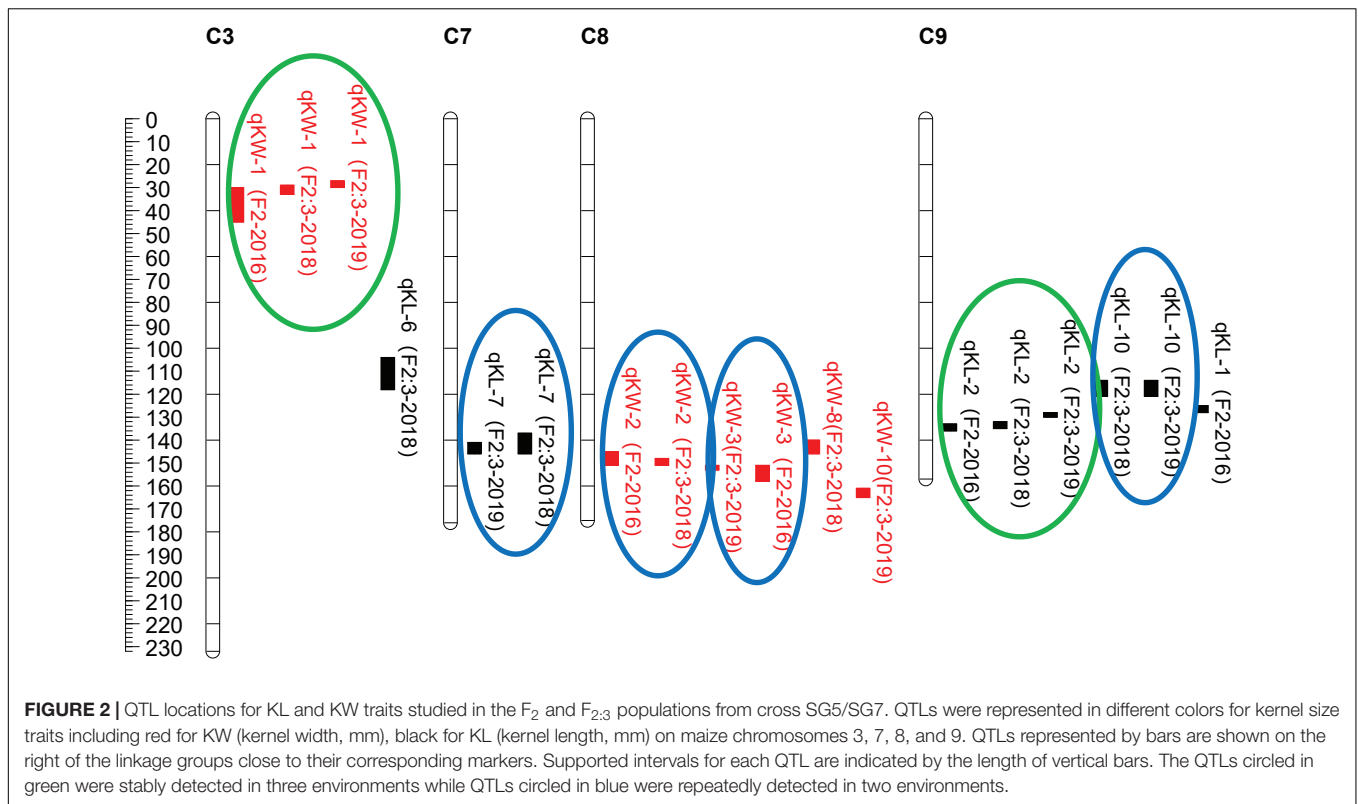 C3
C7
C8
C9
0
10
20
30
40
50
60
70
80
90
100
110
120
130
140
150
160
170
180
190
200
210
220
230
qKW-1 (F2-2016)
qKW-1 (F2:3-2018)
qKW-1 (F2:3-2019)
qKL-6 (F2:3-2018)
qKL-7 (F2:3-2019)
qKL-7 (F2:3-2018)
qKW-2 (F2-2016)
qKW-2 (F2:3-2018)
qKW-3(F2:3-2019)
qKW-3 (F2-2016)
qKW-8(F2:3-2018)
qKW-10(F2:3-2019)
qKL-2 (F2-2016)
qKL-2 (F2:3-2018)
qKL-2 (F2:3-2019)
qKL-10 (F2:3-2018)
qKL-10 (F2:3-2019)
qKL-1 (F2-2016)
FIGURE 2 | QTL locations for KL and KW traits studied in the F2 and F2:3 populations from cross SG5/SG7. QTLs were represented in different colors for kernel size
traits including red for KW (kernel width, mm), black for KL (kernel length, mm) on maize chromosomes 3, 7, 8, and 9. QTLs represented by bars are shown on the
right of the linkage groups close to their corresponding markers. Supported intervals for each QTL are indicated by the length of vertical bars. The QTLs circled in
green were stably detected in three environments while QTLs circled in blue were repeatedly detected in two environments.